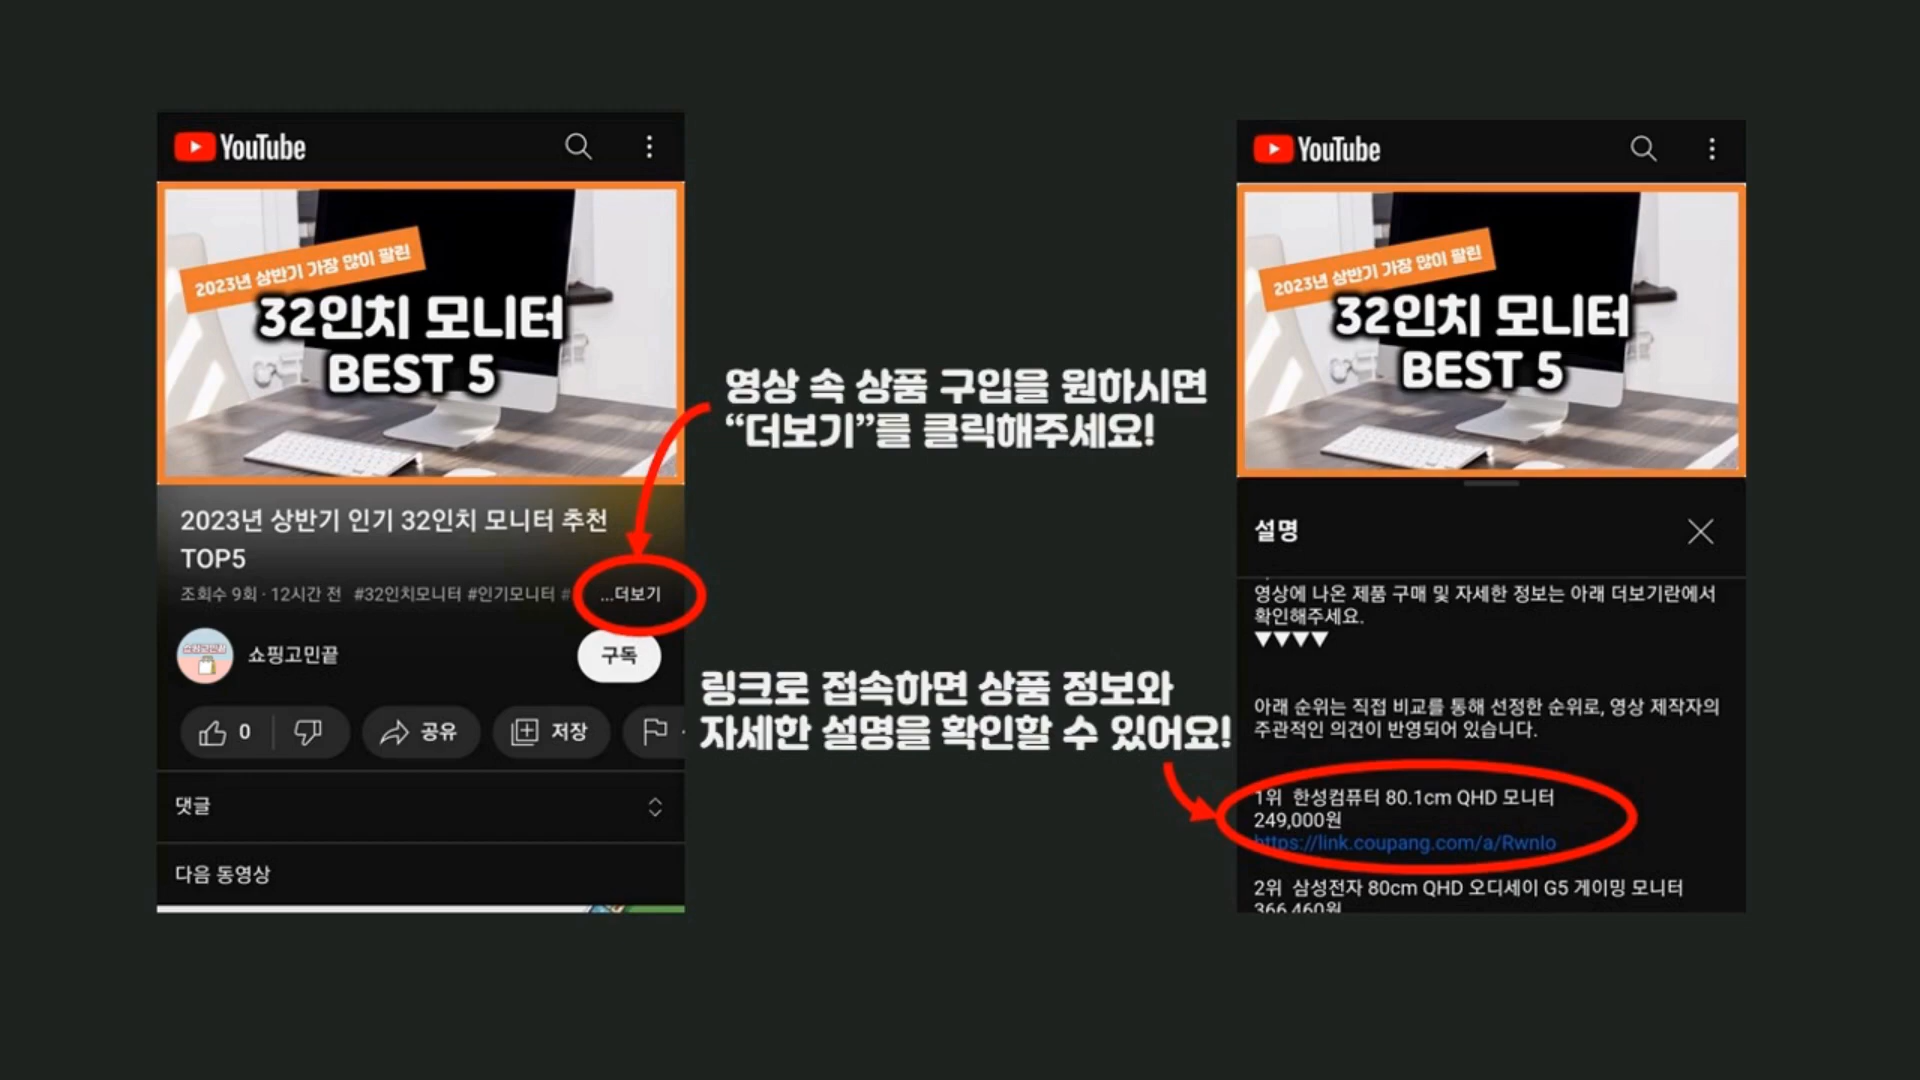 YouTube
2023년 상반기 가장 많이 팔린
32인치 모니터
BEST 5
2023년 상반기 인기 32인치 모니터 추천
TOP5
조회수 9회 · 12시간 전 #32인치모니터 #인기모니터 # ...더보기
쇼핑고민끝
쇼핑고민끝
구독
0
공유
저장
댓글
다음 동영상
영상 속 상품 구입을 원하시면
“더보기”를 클릭해주세요!
링크로 접속하면 상품 정보와
자세한 설명을 확인할 수 있어요!
YouTube
2023년 상반기 가장 많이 팔린
32인치 모니터
BEST 5
설명
영상에 나온 제품 구매 및 자세한 정보는 아래 더보기란에서
확인해주세요.
▼▼▼▼
아래 순위는 직접 비교를 통해 선정한 순위로, 영상 제작자의
주관적인 의견이 반영되어 있습니다.
1위 한성컴퓨터 80.1cm QHD 모니터
249,000원
https://link.coupang.com/a/RwnIo
2위 삼성전자 80cm QHD 오디세이 G5 게이밍 모니터
366,460원